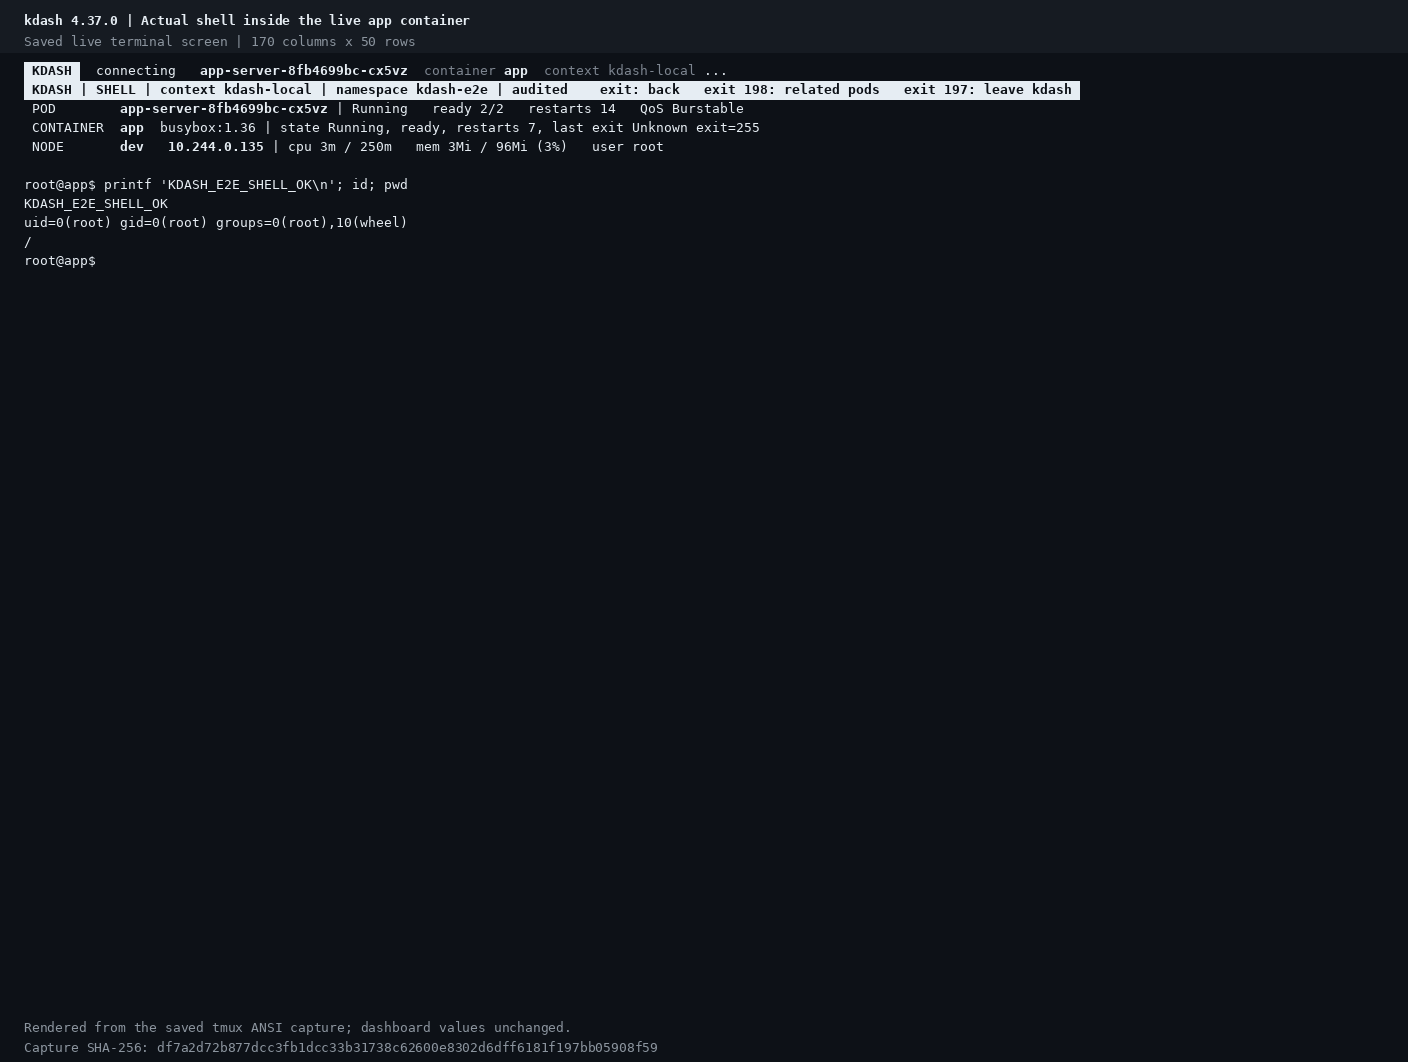 kdash 4.37.0 | Actual shell inside the live app container
Saved live terminal screen | 170 columns x 50 rows
KDASH connecting app-server-8fb4699bc-cx5vz container app context kdash-local ...
KDASH | SHELL | context kdash-local | namespace kdash-e2e | audited exit: back exit 198: related pods exit 197: leave kdash
POD app-server-8fb4699bc-cx5vz | Running ready 2/2 restarts 14 QoS Burstable
CONTAINER app busybox:1.36 | state Running, ready, restarts 7, last exit Unknown exit=255
NODE dev 10.244.0.135 | cpu 3m / 250m mem 3Mi / 96Mi (3%) user root
root@app$ printf 'KDASH_E2E_SHELL_OK\n'; id; pwd
KDASH_E2E_SHELL_OK
uid=0(root) gid=0(root) groups=0(root),10(wheel)
/
root@app$
Rendered from the saved tmux ANSI capture; dashboard values unchanged.
Capture SHA-256: df7a2d72b877dcc3fb1dcc33b31738c62600e8302d6dff6181f197bb05908f59